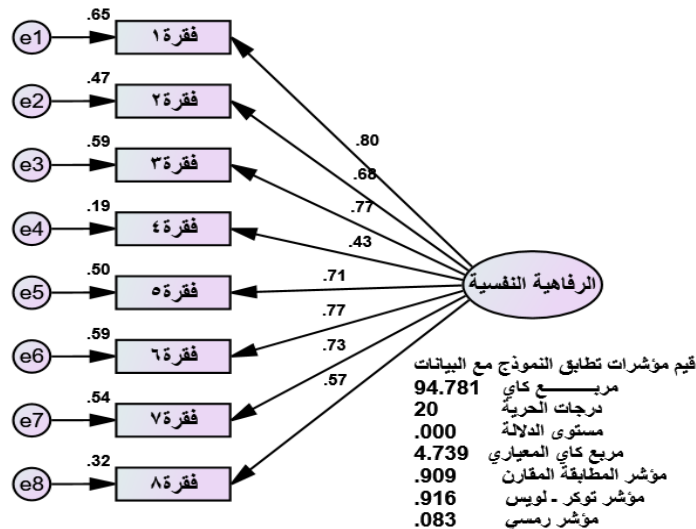 e1 .65 فقرة١
e2 .47 فقرة٢
e3 .59 فقرة٣
e4 .19 فقرة٤
e5 .50 فقرة٥
e6 .59 فقرة٦
e7 .54 فقرة٧
e8 .32 فقرة٨
.80
.68
.77
.43
.71
.77
.73
.57
الرفاهية النفسية
قيم مؤشرات تطابق النموذج مع البيانات
مربـــــــــع كاي 94.781
درجات الحرية 20
مستوى الدلالة .000
مربع كاي المعياري 4.739
مؤشر المطابقة المقارن .909
مؤشر توكر - لويس .916
مؤشر رمسي .083